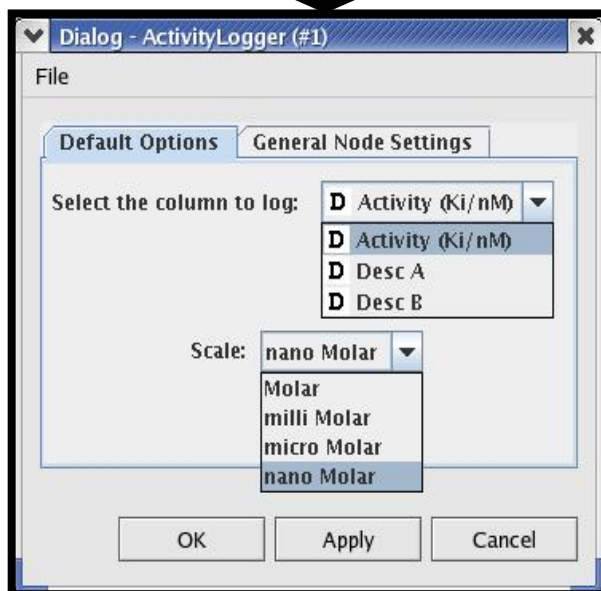 Dialog - ActivityLogger (#1)
File
Default Options General Node Settings
Select the column to log: D Activity (Ki/nM)
D Activity (Ki/nM)
D Desc A
D Desc B
Scale: nano Molar
Molar
milli Molar
micro Molar
nano Molar
OK Apply Cancel